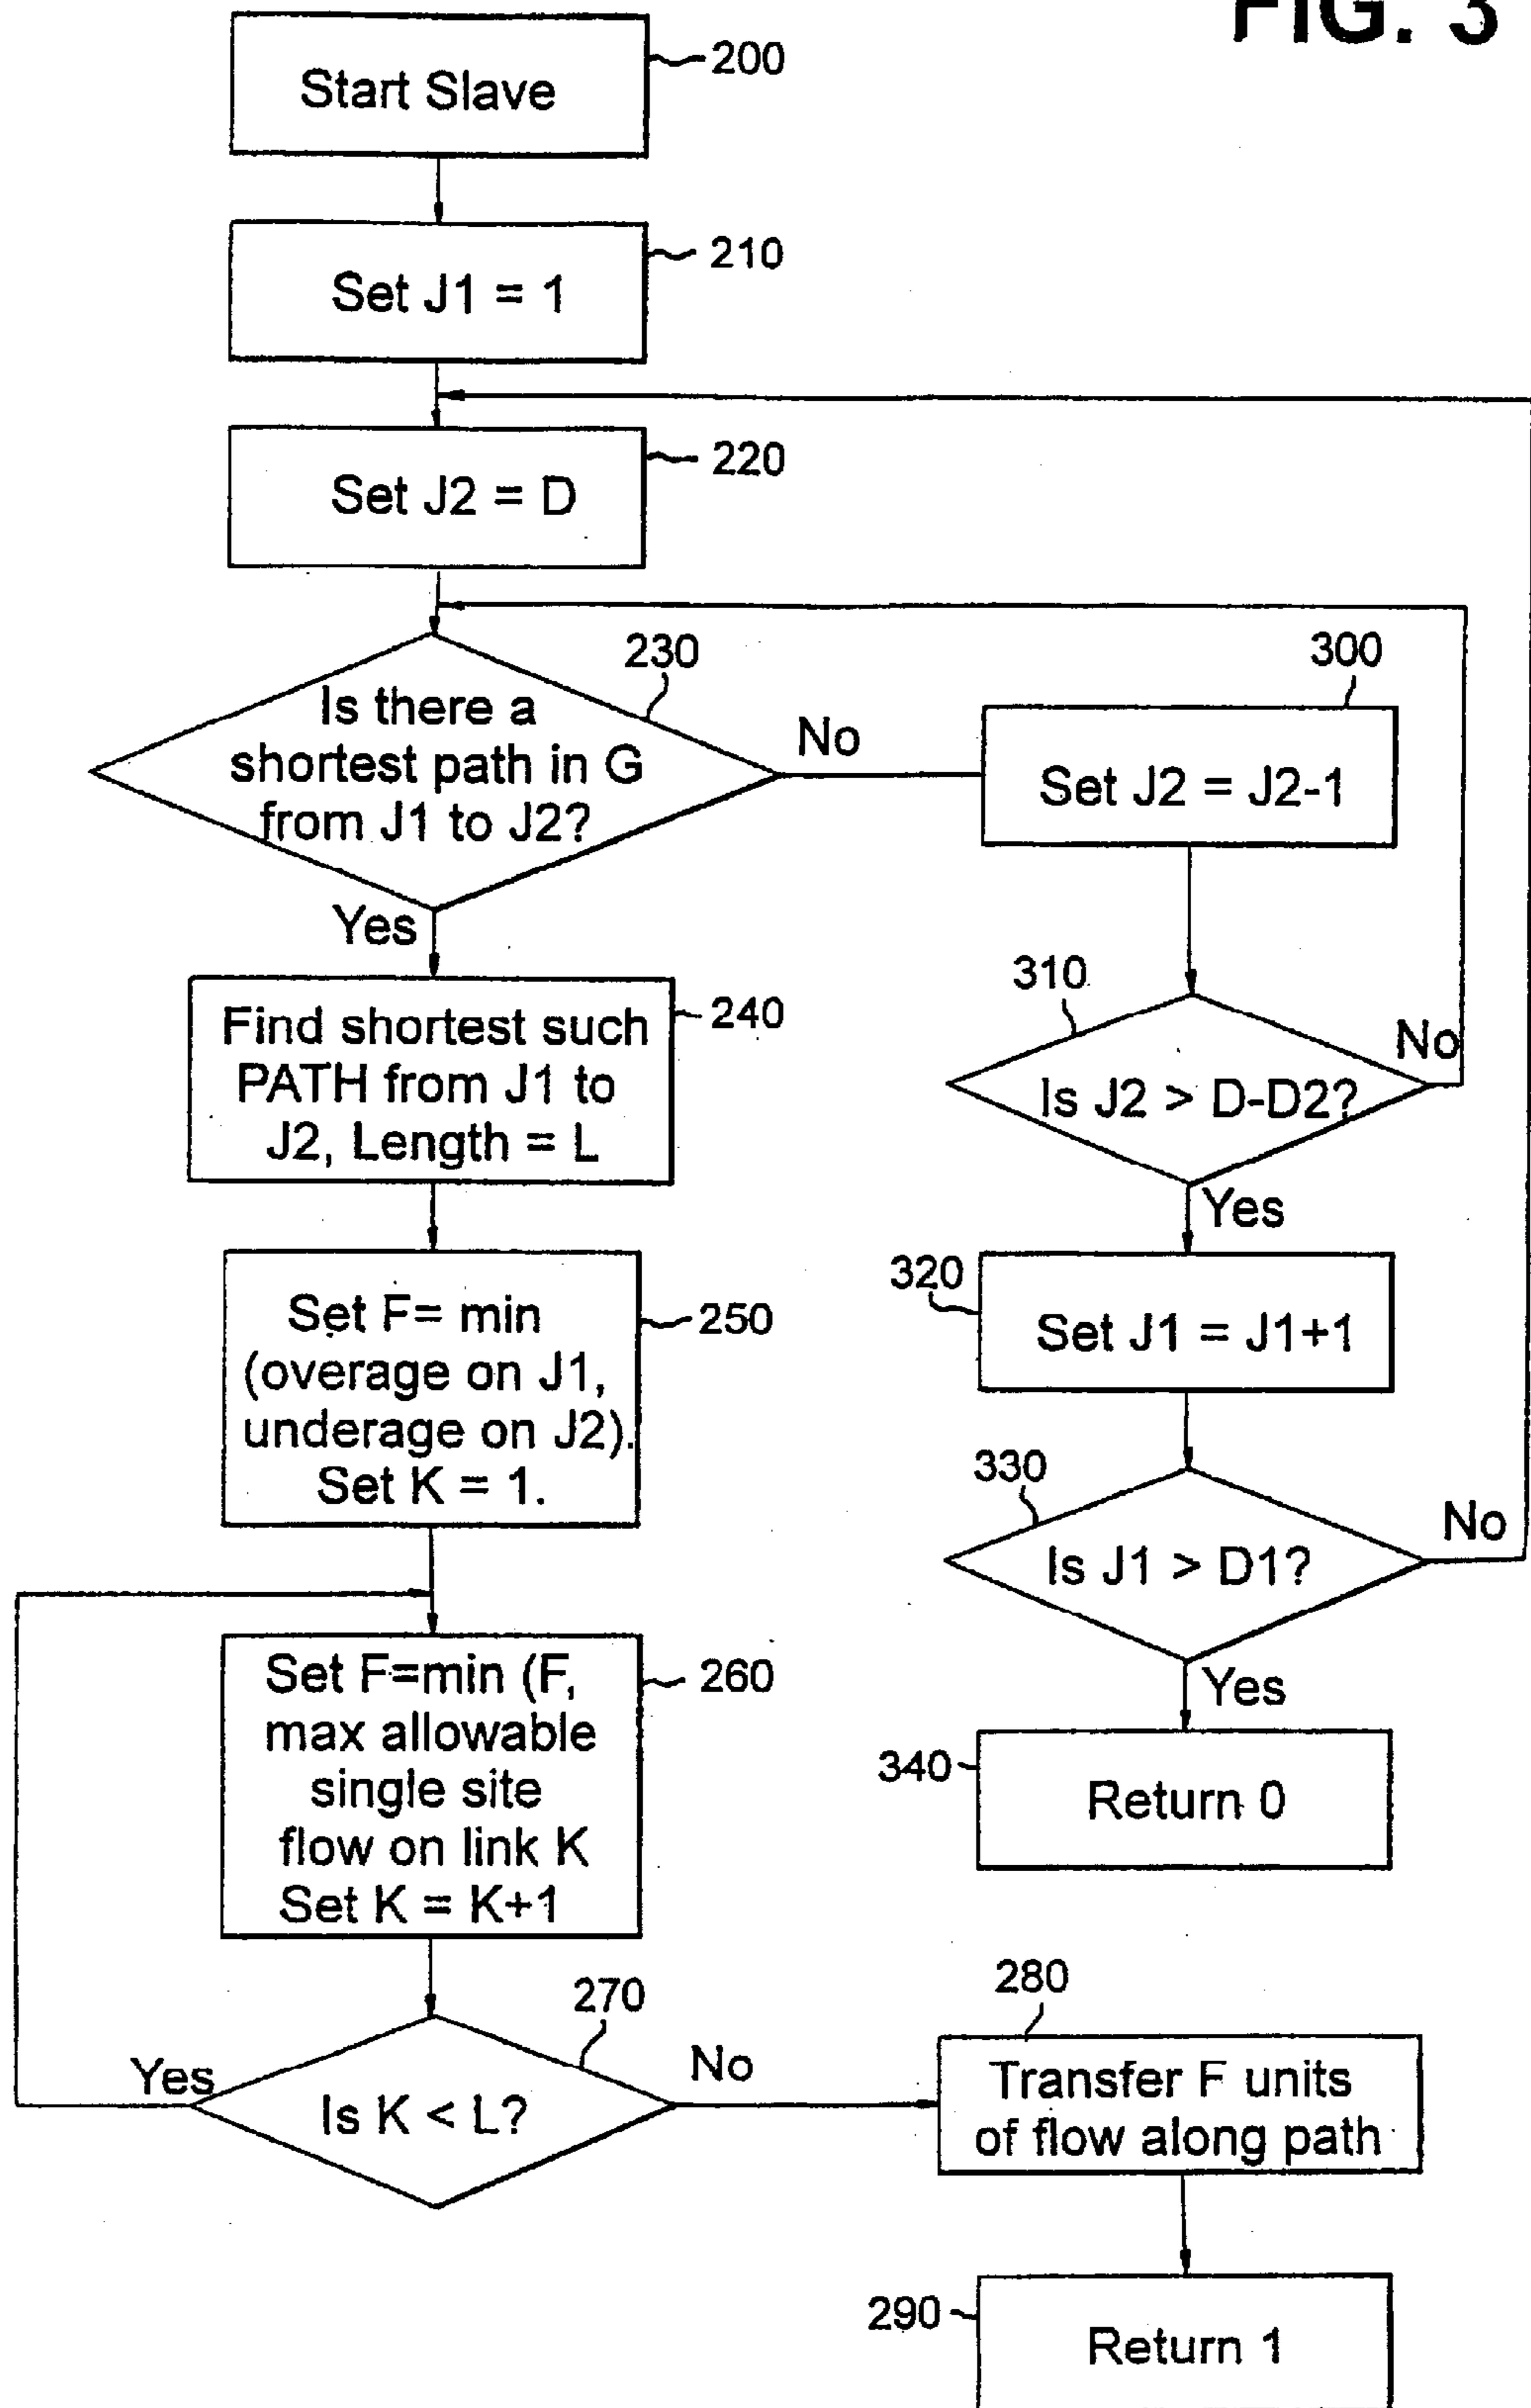 FIG. 3
Start Slave
200
Set J1 = 1
210
Set J2 = D
220
Is there a
shortest path in G
from J1 to J2?
230
No
Yes
Set J2 = J2-1
300
Find shortest such
PATH from J1 to
J2, Length = L
240
Is J2 > D-D2?
310
No
Yes
Set F= min
(overage on J1,
underage on J2).
Set K = 1.
250
Set J1 = J1+1
320
Is J1 > D1?
330
No
Yes
Set F=min (F,
max allowable
single site
flow on link K
Set K = K+1
260
Return 0
340
Is K < L?
270
Yes
No
Transfer F units
of flow along path
280
Return 1
290